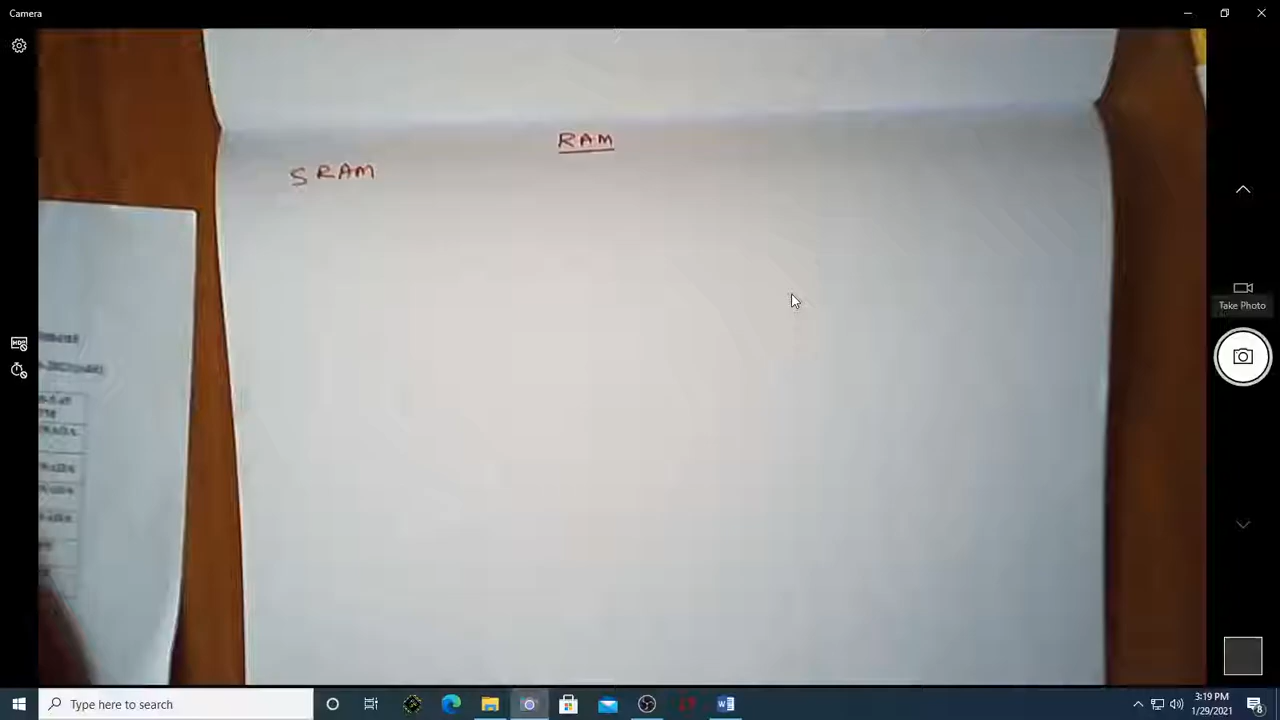 Camera
RAM
SRAM
Take Photo
Type here to search
3:19 PM
1/29/2021